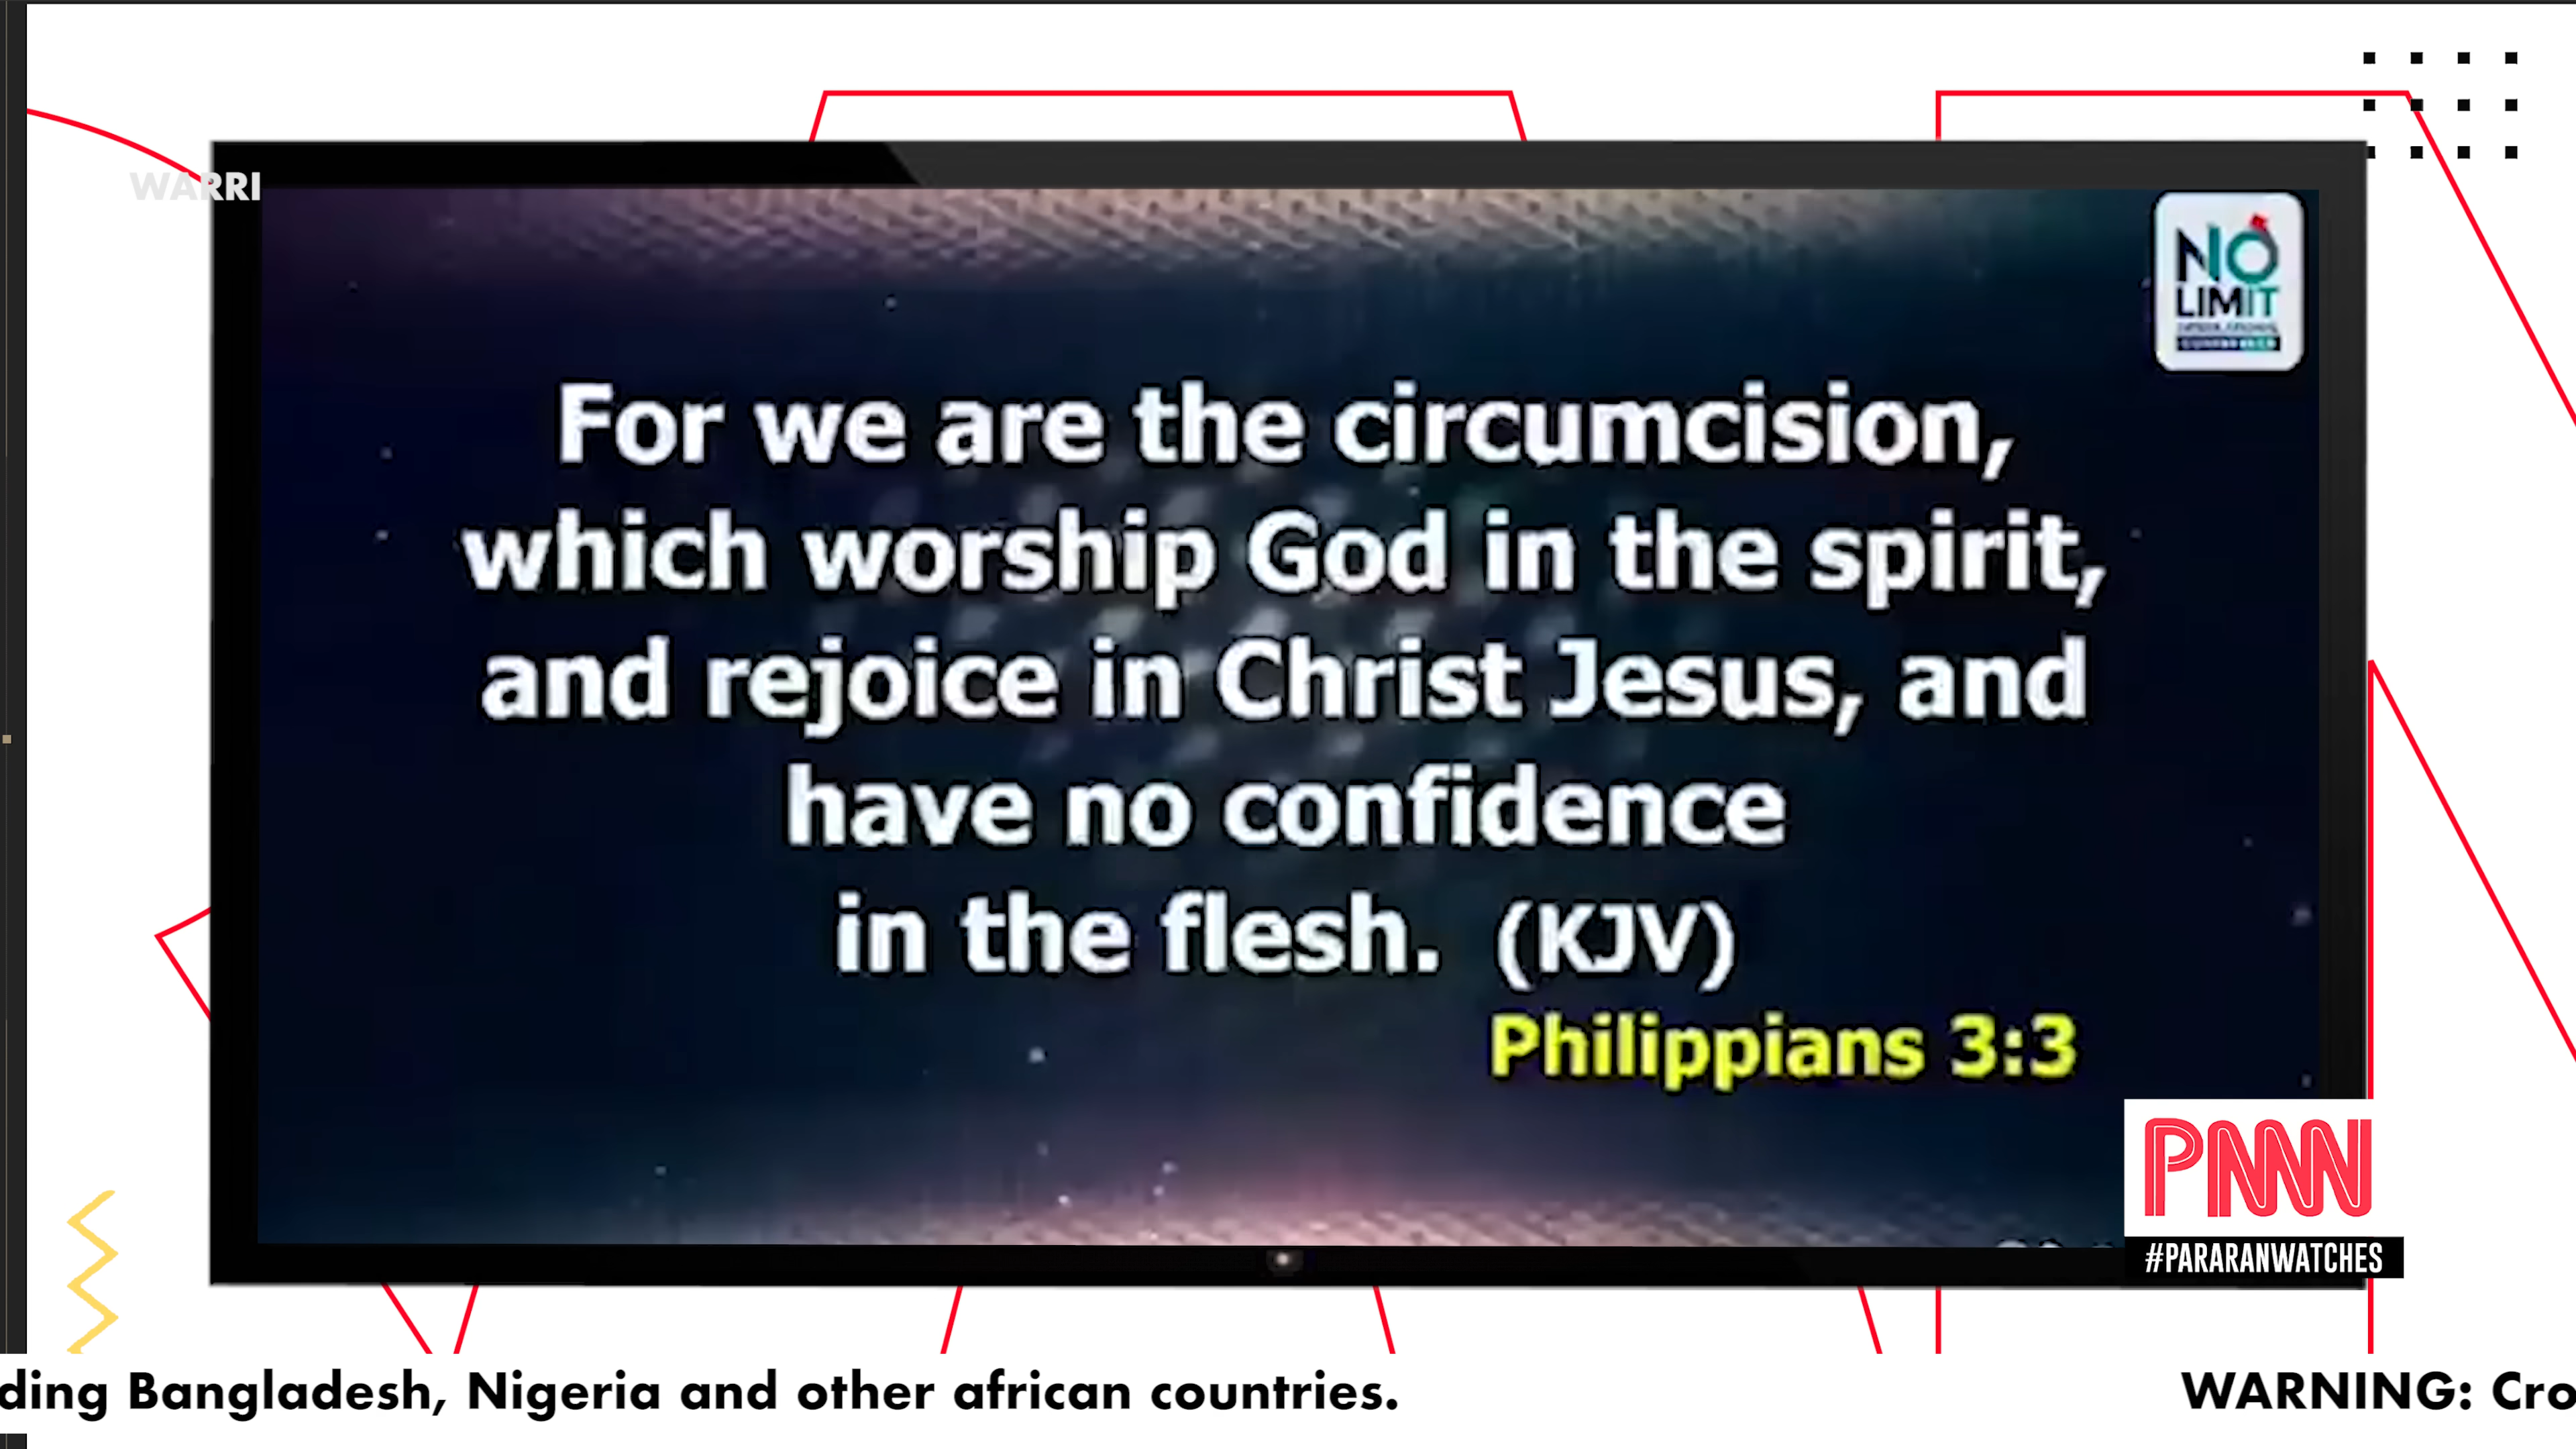 WARRI
NO
LIMIT
For we are the circumcision,
which worship God in the spirit,
and rejoice in Christ Jesus, and
have no confidence
in the flesh. (KJV)
Philippians 3:3
PNNN
#PARARANWATCHES
ding Bangladesh, Nigeria and other african countries.
WARNING: Cro